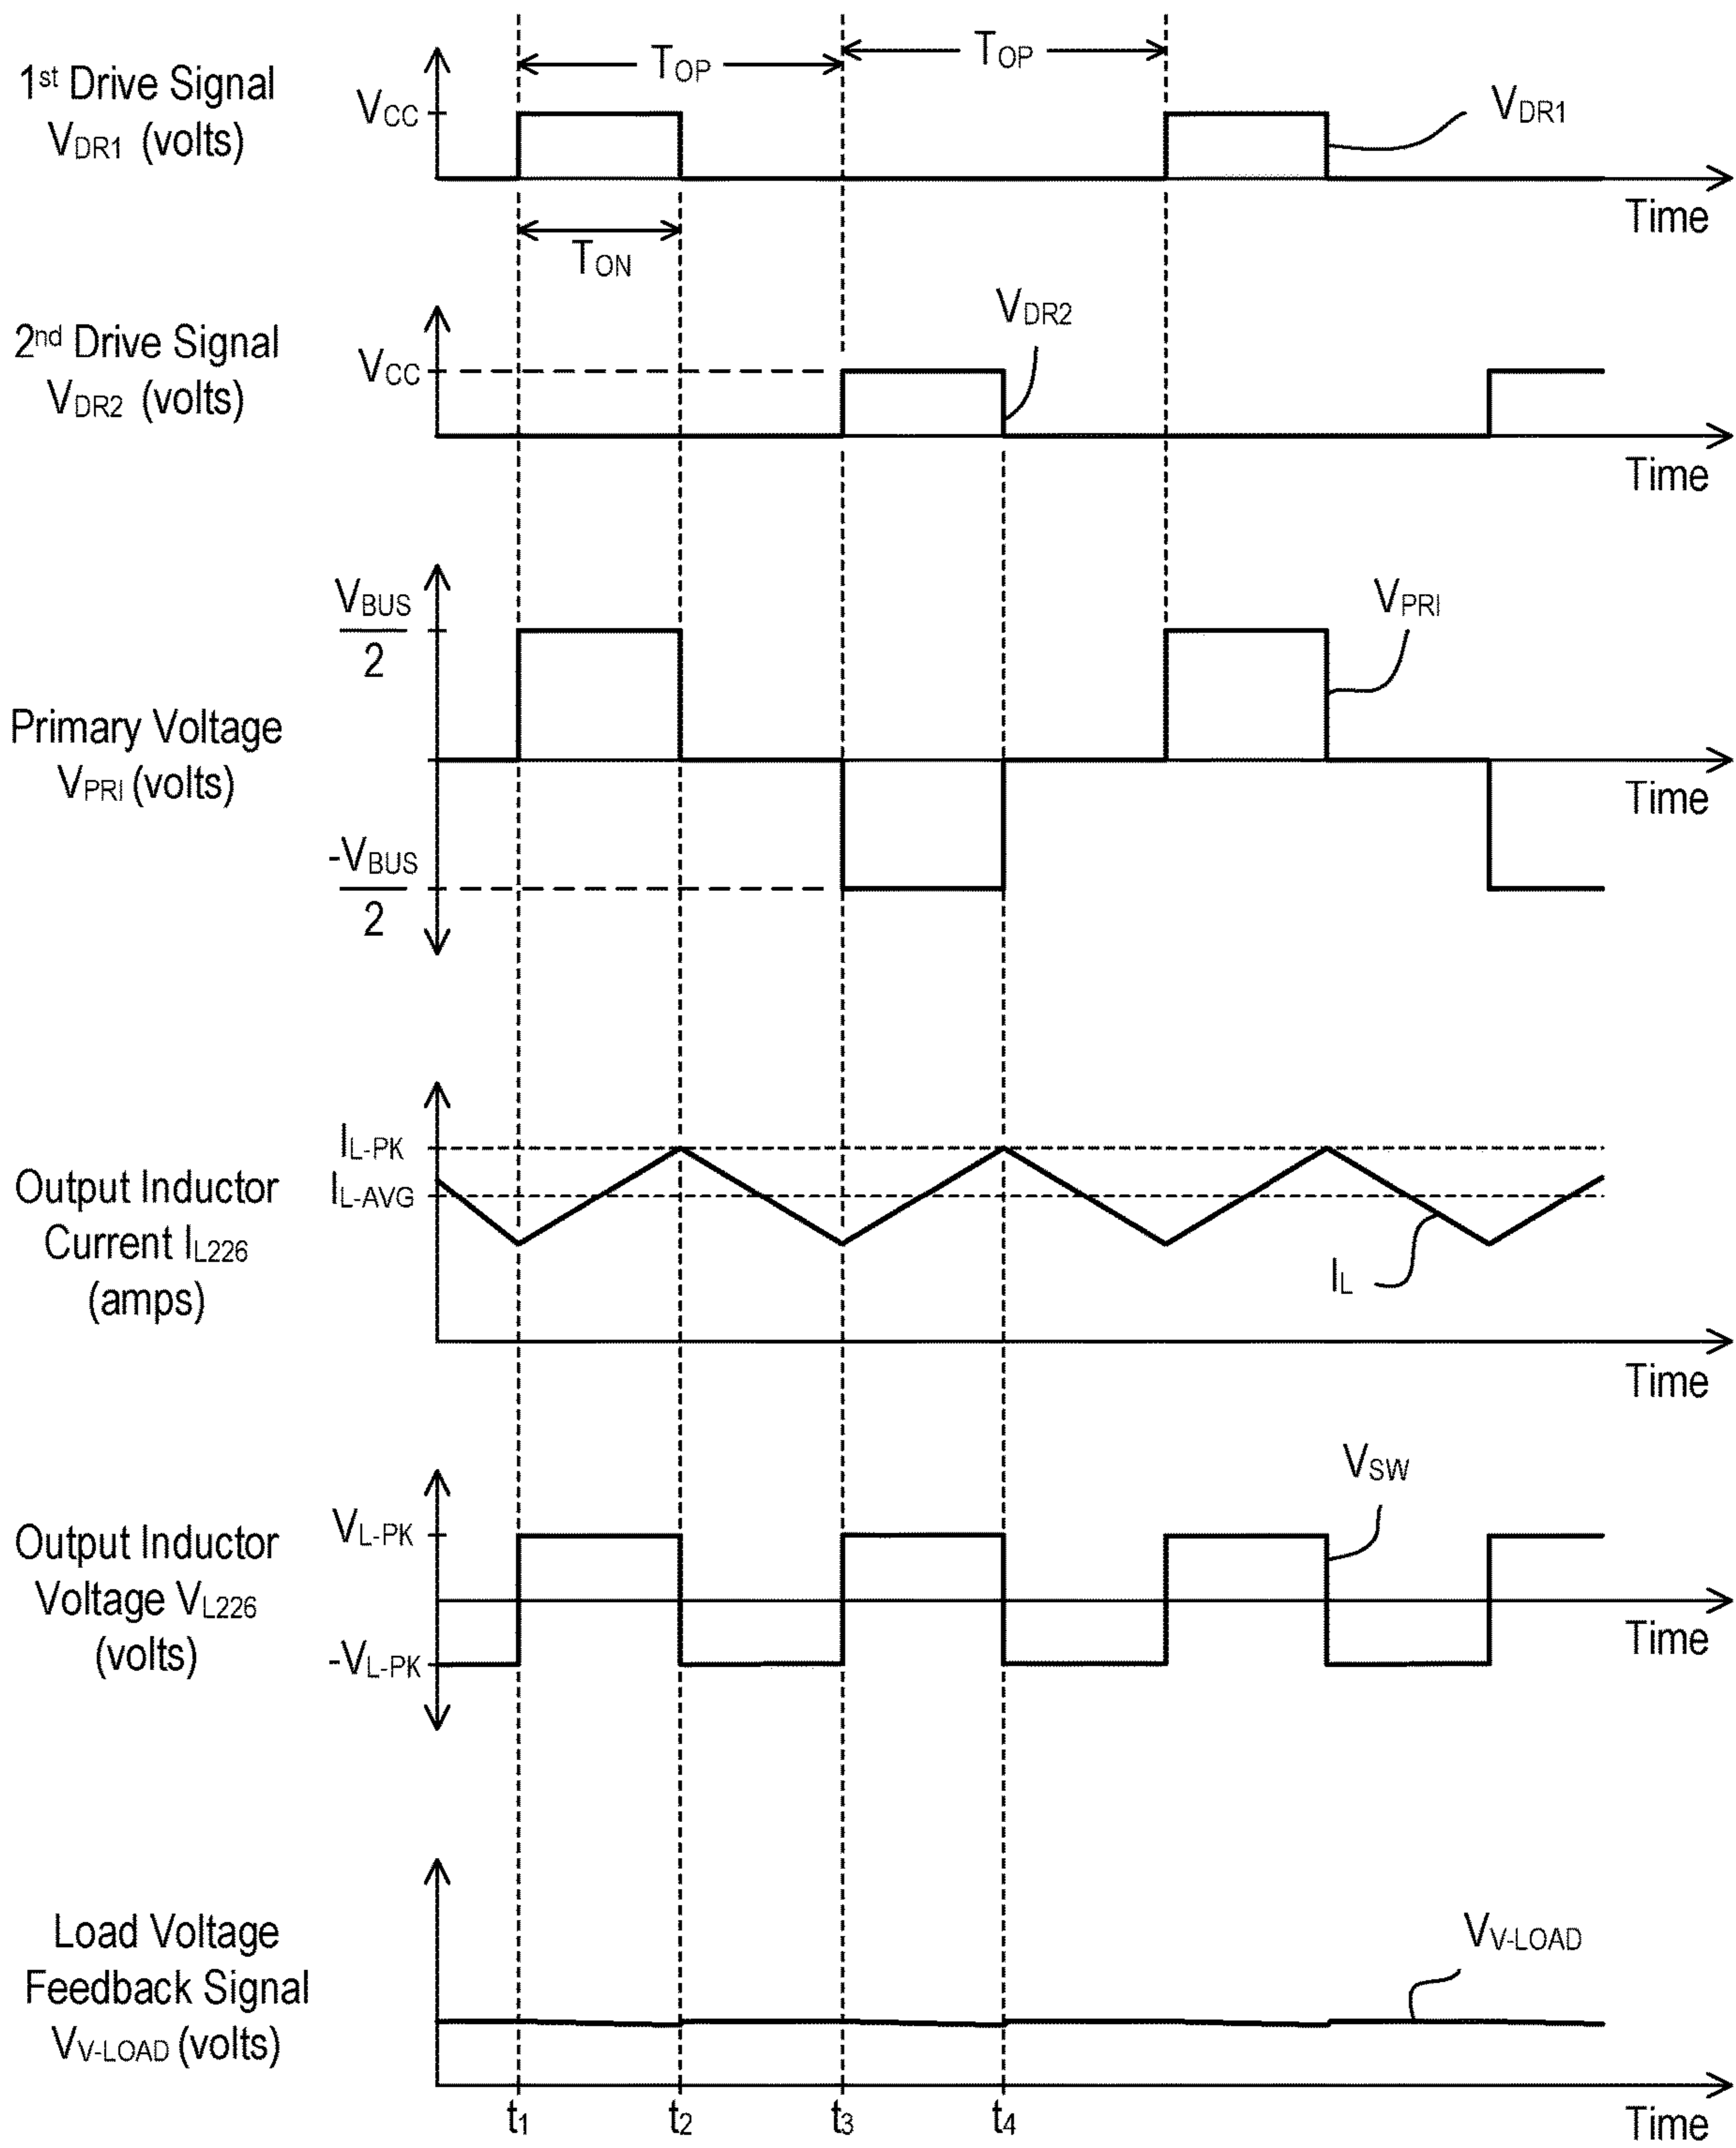 1st Drive Signal
VDR1 (volts)
VCC
TOP
TOP
VDR1
Time
TON
2nd Drive Signal
VDR2 (volts)
VCC
VDR2
Time
Primary Voltage
VPRI (volts)
VBUS
2
-VBUS
2
VPRI
Time
Output Inductor
Current IL226
(amps)
IL-PK
IL-AVG
IL
Time
Output Inductor
Voltage VL226
(volts)
VL-PK
-VL-PK
VSW
Time
Load Voltage
Feedback Signal
VV-LOAD (volts)
VV-LOAD
t1
t2
t3
t4
Time